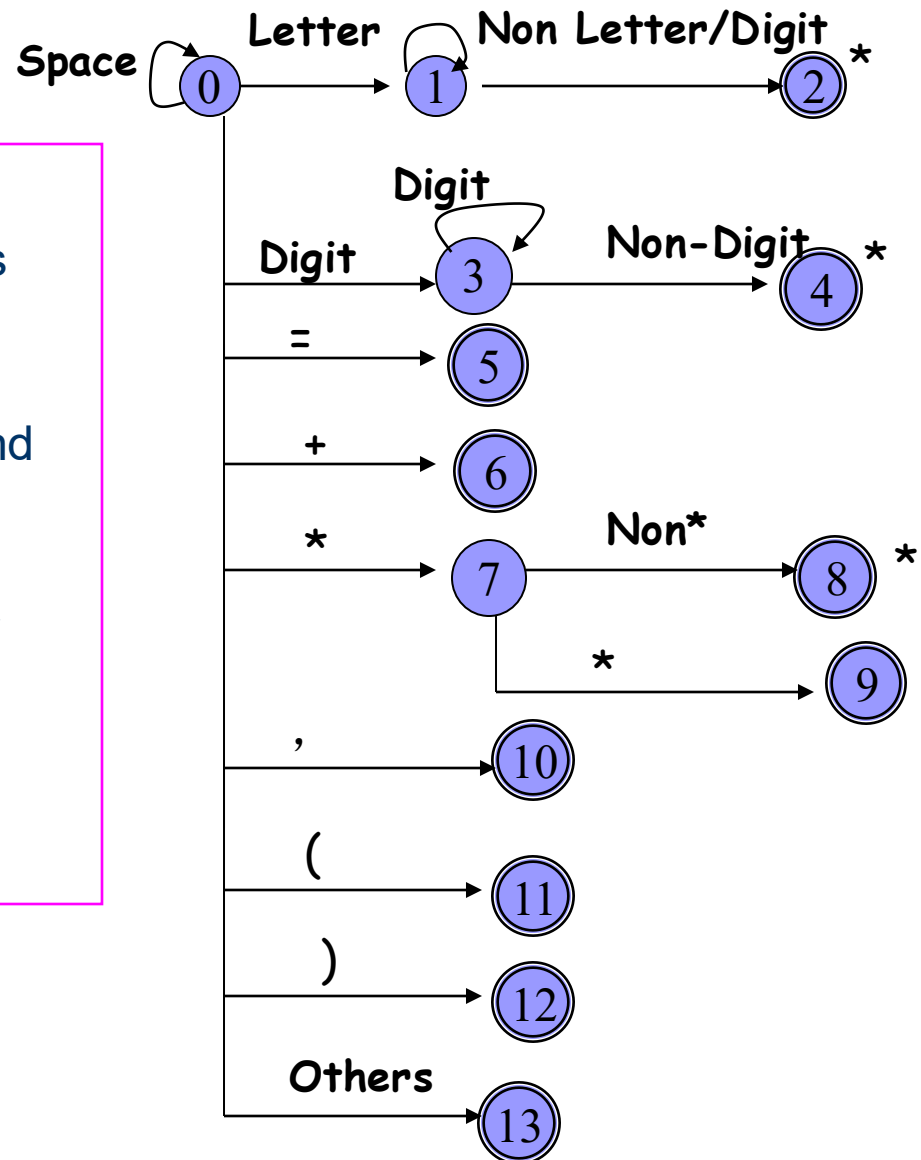 Letter Non Letter/Digit
Space 0 1 2 *
Digit
s Digit 3 Non-Digit 4 *
= 5
nd + 6
* 7 Non* 8 *
* 9
, 10
( 11
) 12
Others 13